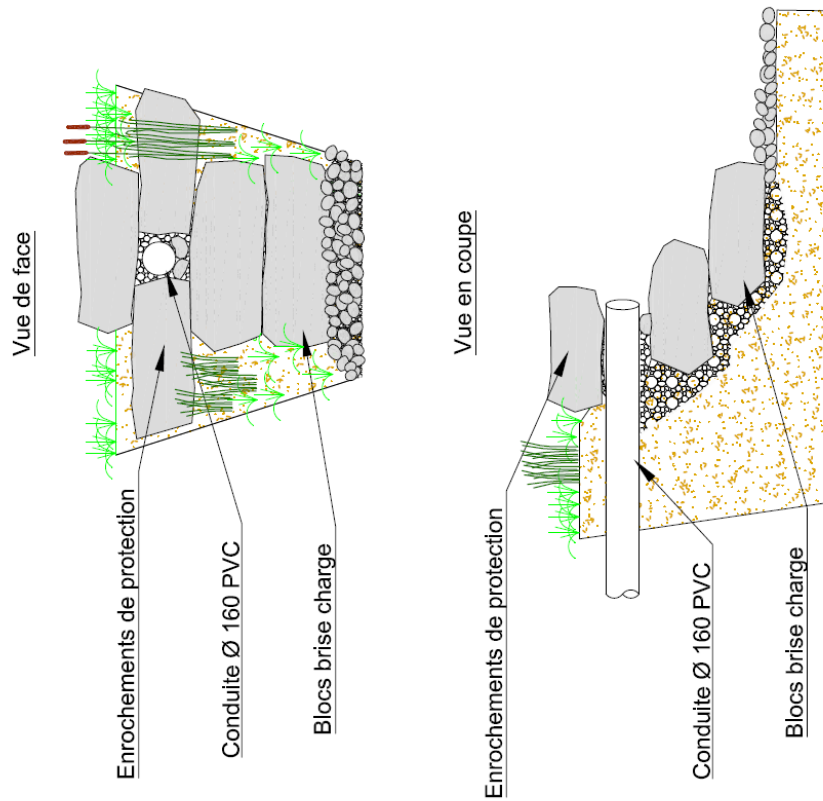 Vue de face
Enrochements de protection
Conduite Ø 160 PVC
Blocs brise charge
Vue en coupe
Enrochements de protection
Conduite Ø 160 PVC
Blocs brise charge